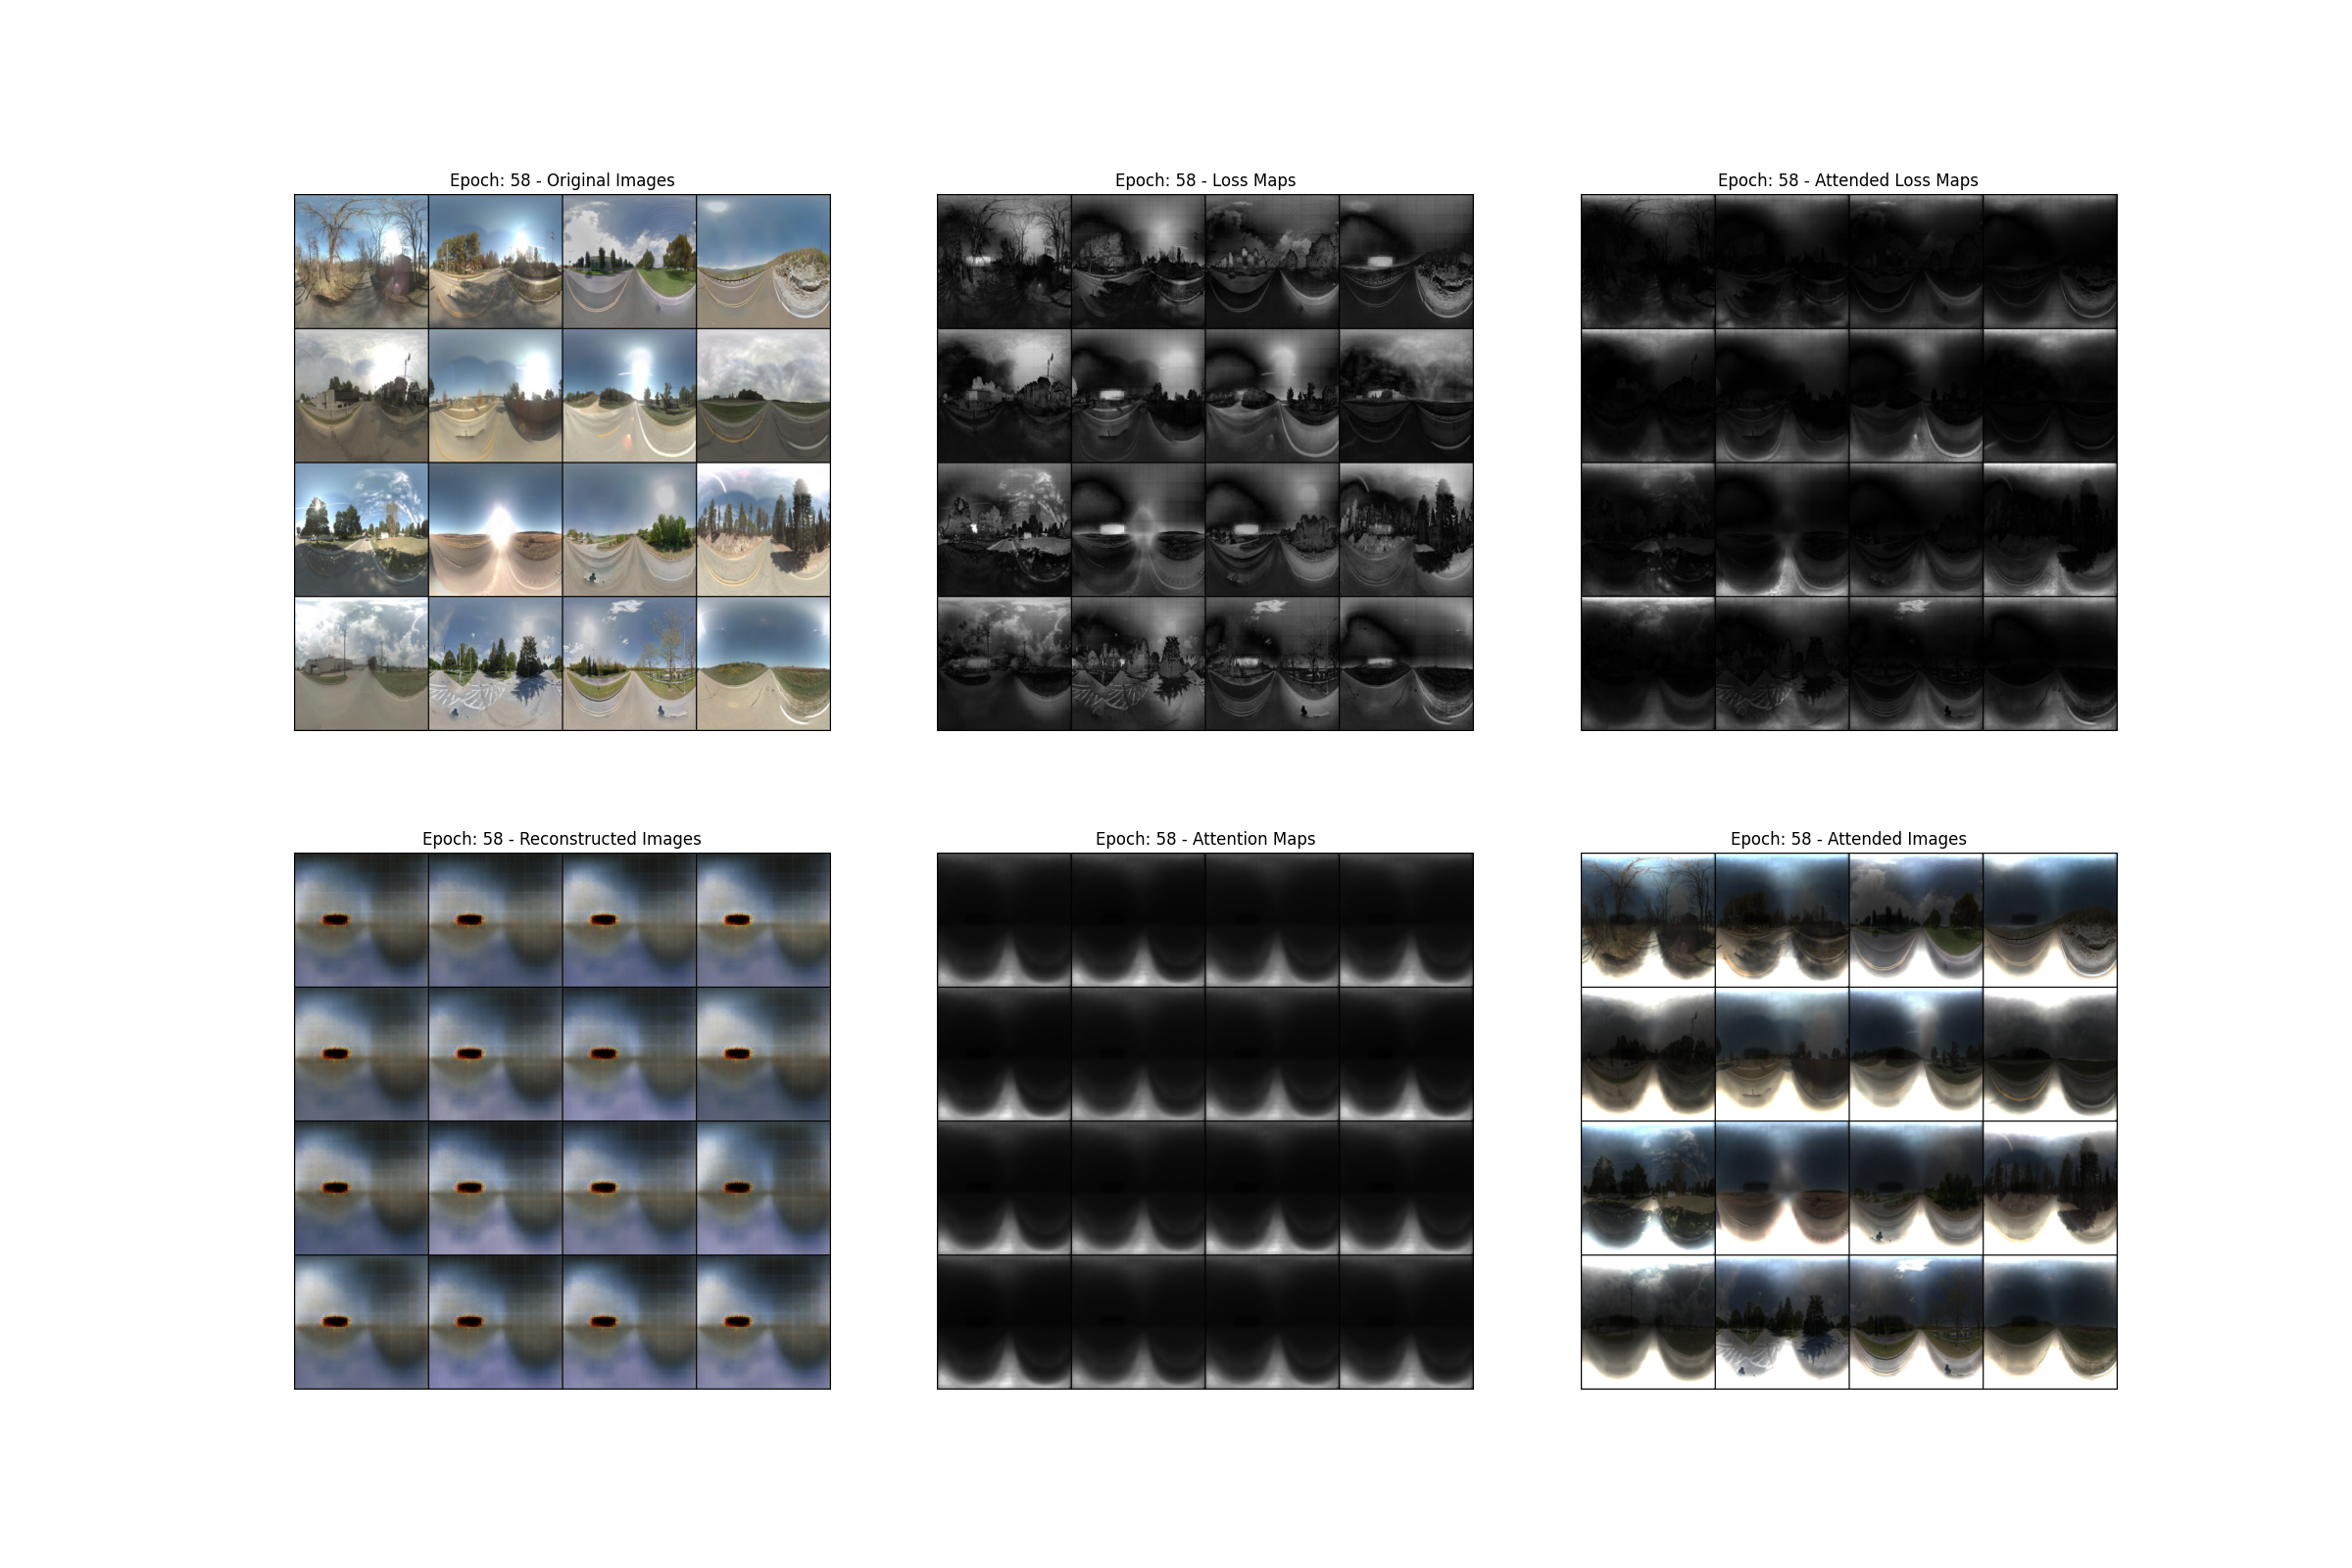 Epoch: 58 - Original Images
Epoch: 58 - Loss Maps
Epoch: 58 - Attended Loss Maps
Epoch: 58 - Reconstructed Images
Epoch: 58 - Attention Maps
Epoch: 58 - Attended Images